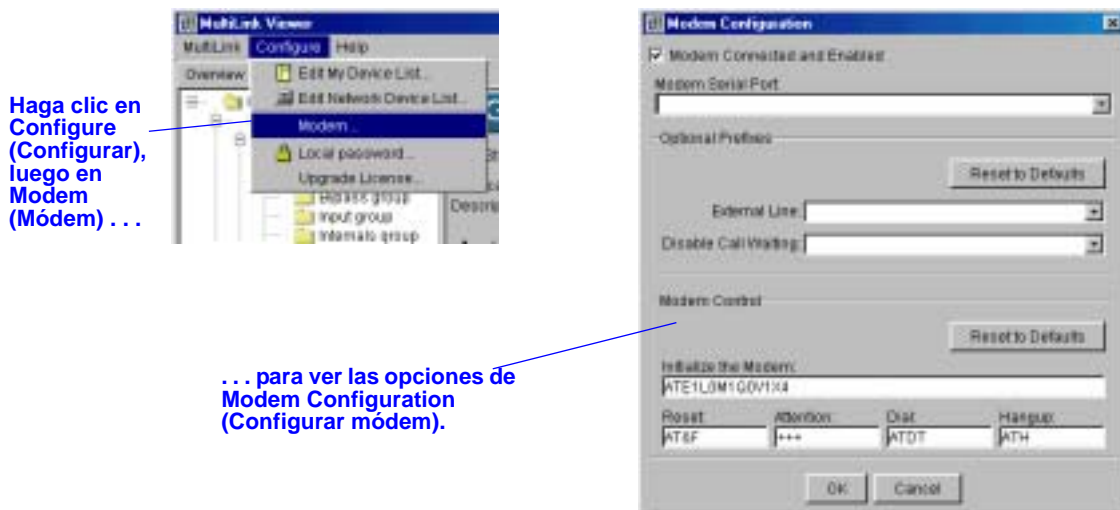 MultiLink Viewer
MultiLink Configure Help
Overview
Edit My Device List...
Edit Network Device List...
Modem...
Local password...
Upgrade License...
Bypass group
Input group
Internals group
Haga clic en
Configure
(Configurar),
luego en
Modem
(Módem) . . .
. . . para ver las opciones de
Modem Configuration
(Configurar módem).
Modem Configuration
Modem Connected and Enabled
Modem Serial Port
Optional Prefixes
Reset to Defaults
External Line:
Disable Call Waiting:
Modem Control
Reset to Defaults
Initialize the Modem:
ATE1L0M1G0V1X4
Reset: Attention: Dial: Hangup:
AT&F +++ ATDT ATH
OK Cancel